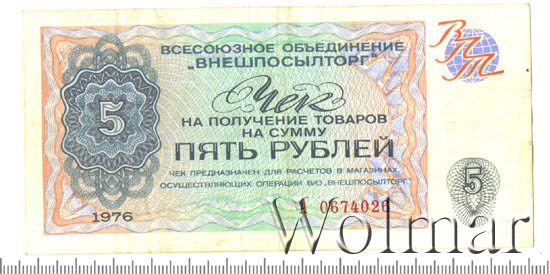 ВСЕСОЮЗНОЕ ОБЪЕДИНЕНИЕ
„ВНЕШПОСЫЛТОРГ"
ВПТ
Чек
НА ПОЛУЧЕНИЕ ТОВАРОВ
НА СУММУ
ПЯТЬ РУБЛЕЙ
5
ЧЕК ПРЕДНАЗНАЧЕН ДЛЯ РАСЧЕТОВ В МАГАЗИНАХ,
ОСУЩЕСТВЛЯЮЩИХ ОПЕРАЦИИ В/О „ВНЕШПОСЫЛТОРГ"
5
1976
А 0674026
Wolmar